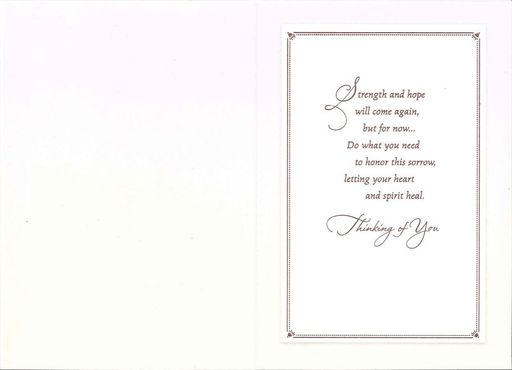 Strength and hope
will come again,
but for now...
Do what you need
to honor this sorrow,
letting your heart
and spirit heal.
Thinking of You